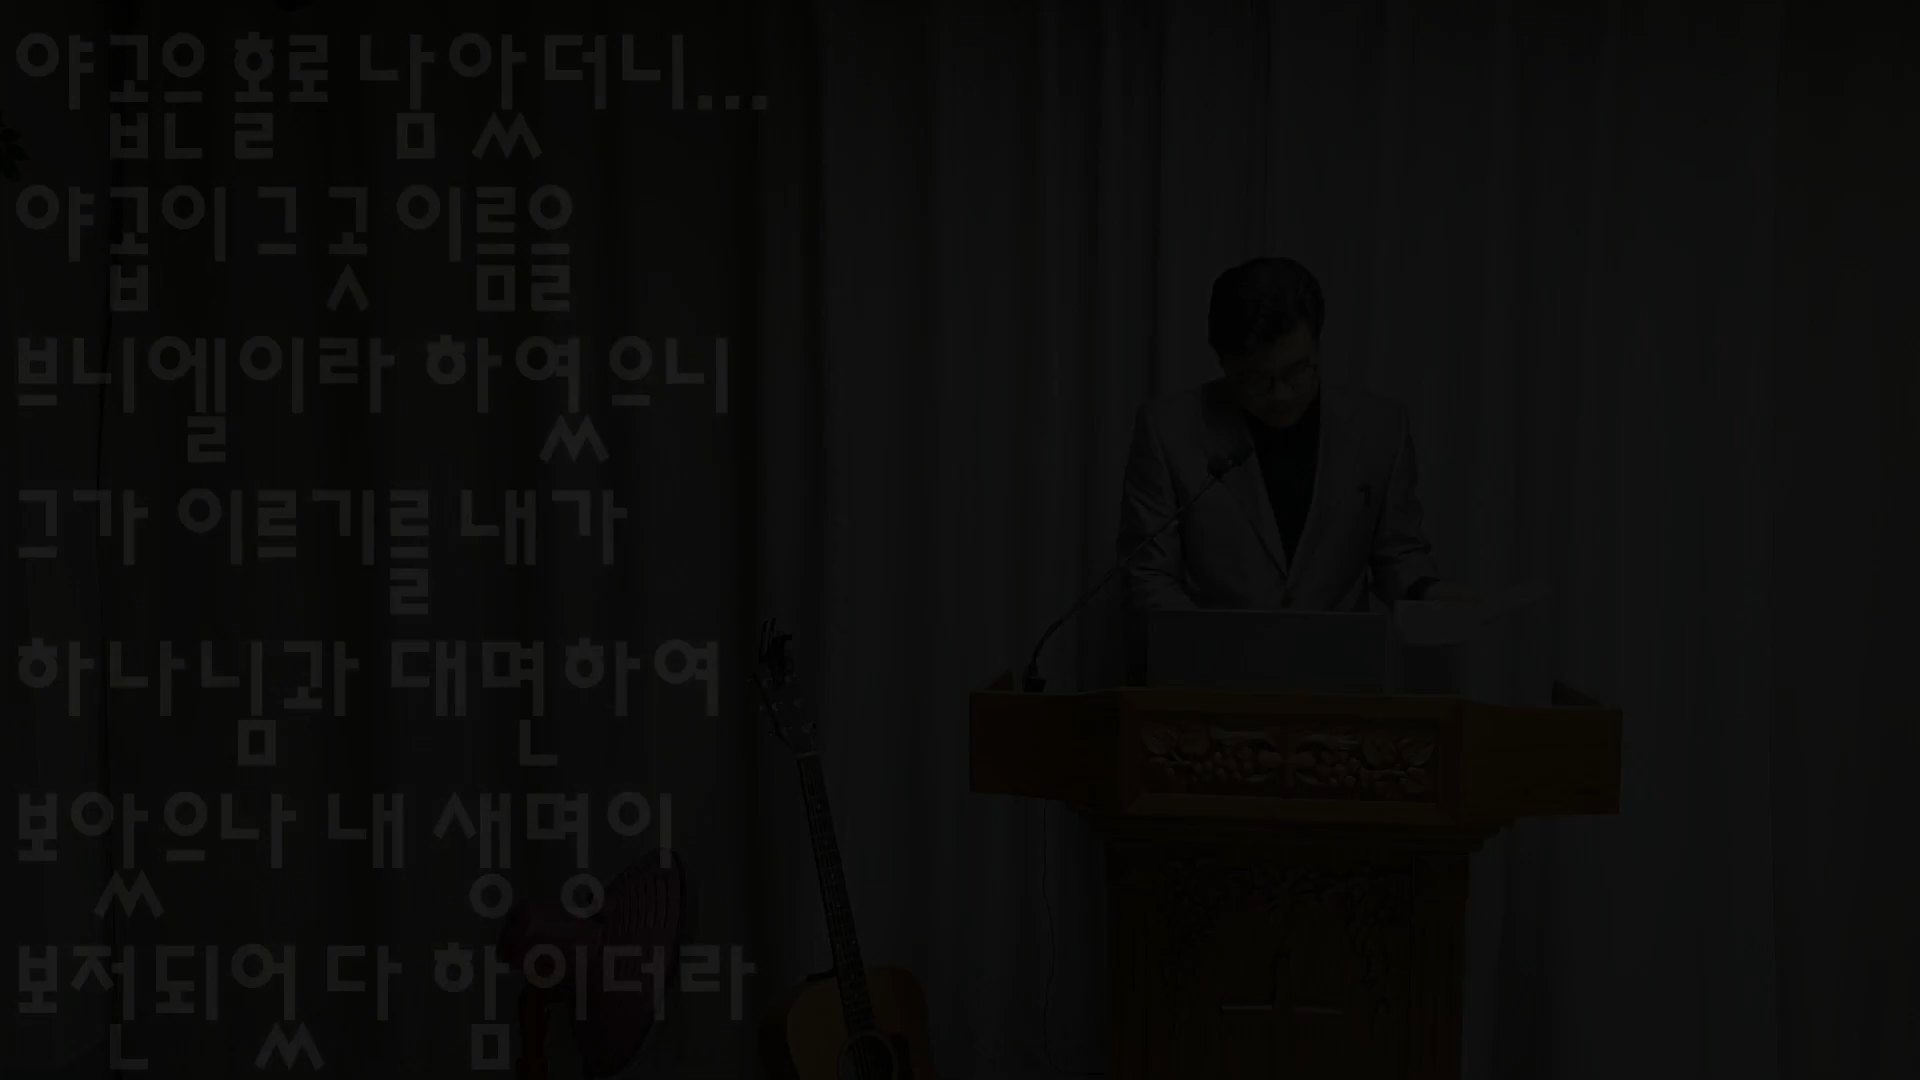 야곱은 홀로 남았더니...
야곱이 그곳 이름을
브니엘이라 하였으니
그가 이르기를 내가
하나님과 대면하여
보았으나 내 생명이
보전되었다 함이더라